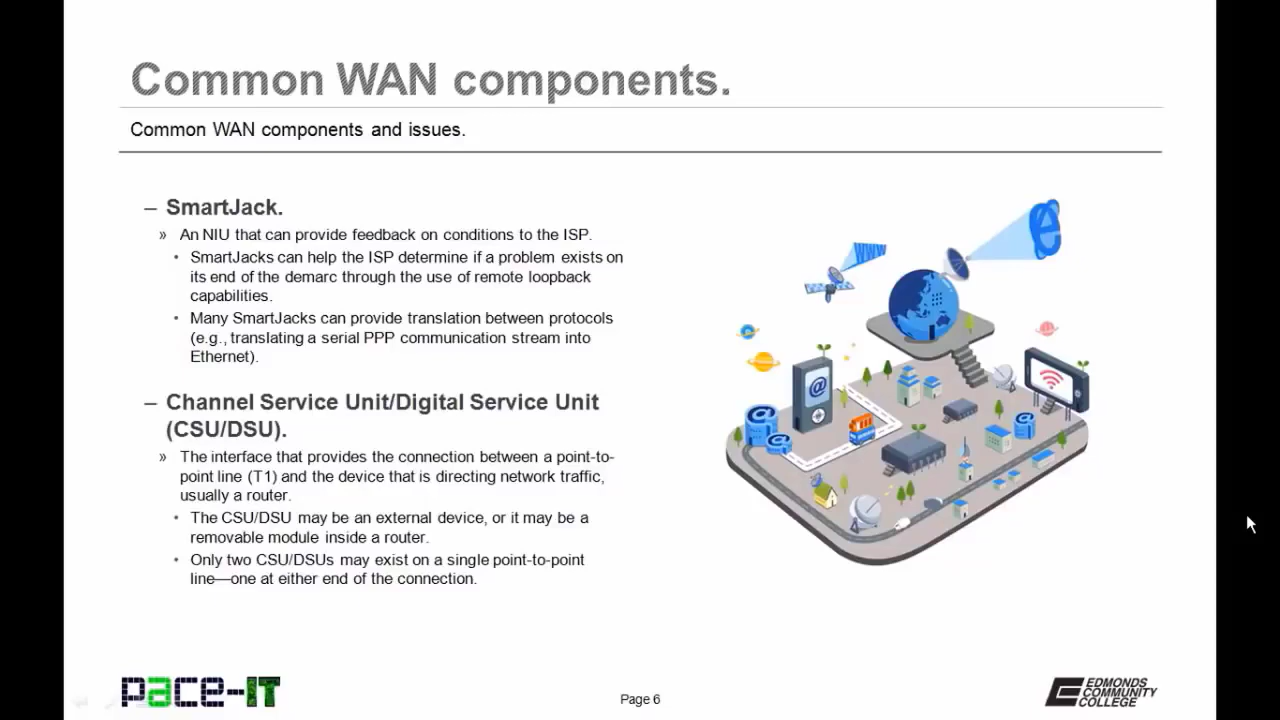 Common WAN components.
Common WAN components and issues.
– SmartJack.
» An NIU that can provide feedback on conditions to the ISP.
• SmartJacks can help the ISP determine if a problem exists on
its end of the demarc through the use of remote loopback
capabilities.
• Many SmartJacks can provide translation between protocols
(e.g., translating a serial PPP communication stream into
Ethernet).
– Channel Service Unit/Digital Service Unit
(CSU/DSU).
» The interface that provides the connection between a point-to-
point line (T1) and the device that is directing network traffic,
usually a router.
• The CSU/DSU may be an external device, or it may be a
removable module inside a router.
• Only two CSU/DSUs may exist on a single point-to-point
line—one at either end of the connection.
WWW
e
@
@
@
@
pace-IT
Page 6
EDMONDS
COMMUNITY
COLLEGE